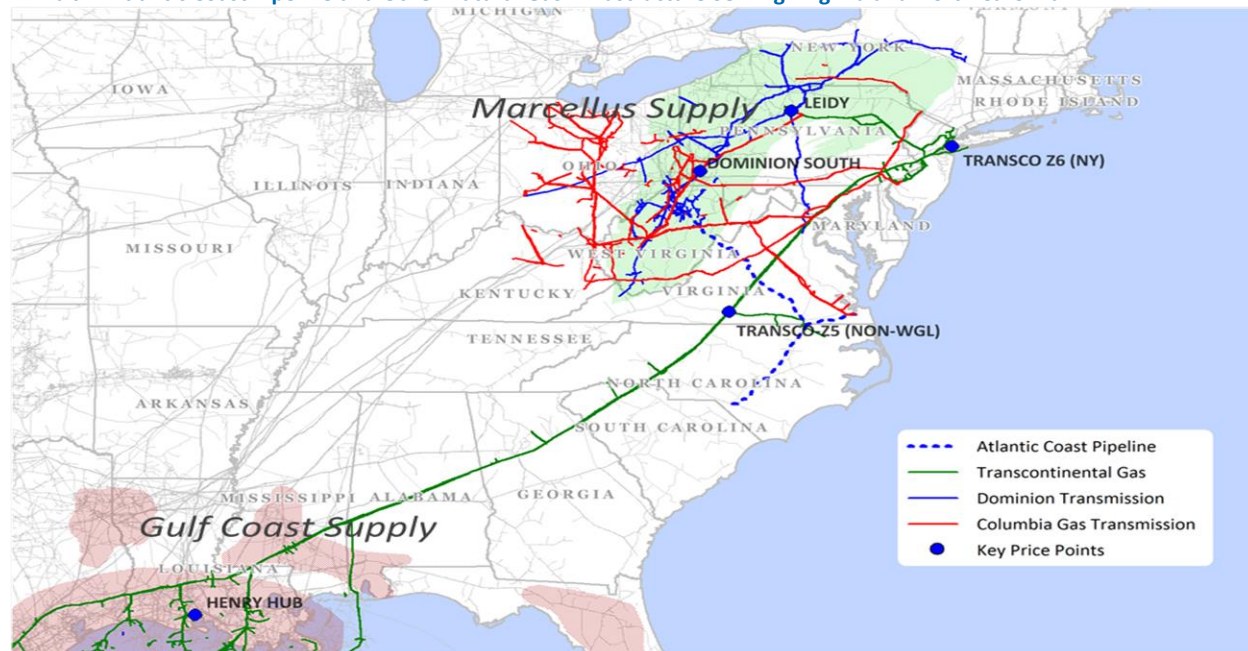 MICHIGAN
NEW YORK
IOWA
MASSACHUSETTS
Marcellus Supply
LEIDY
RHODE ISLAND
PENNSYLVANIA
TRANSCO Z6 (NY)
OHIO
DOMINION SOUTH
ILLINOIS
INDIANA
MARYLAND
MISSOURI
WEST VIRGINIA
KENTUCKY
VIRGINIA
TRANSCO Z5 (NON-WGL)
TENNESSEE
NORTH CAROLINA
ARKANSAS
SOUTH CAROLINA
Atlantic Coast Pipeline
Transcontinental Gas
Dominion Transmission
Columbia Gas Transmission
Key Price Points
MISSISSIPPI
ALABAMA
GEORGIA
Gulf Coast Supply
LOUISIANA
HENRY HUB